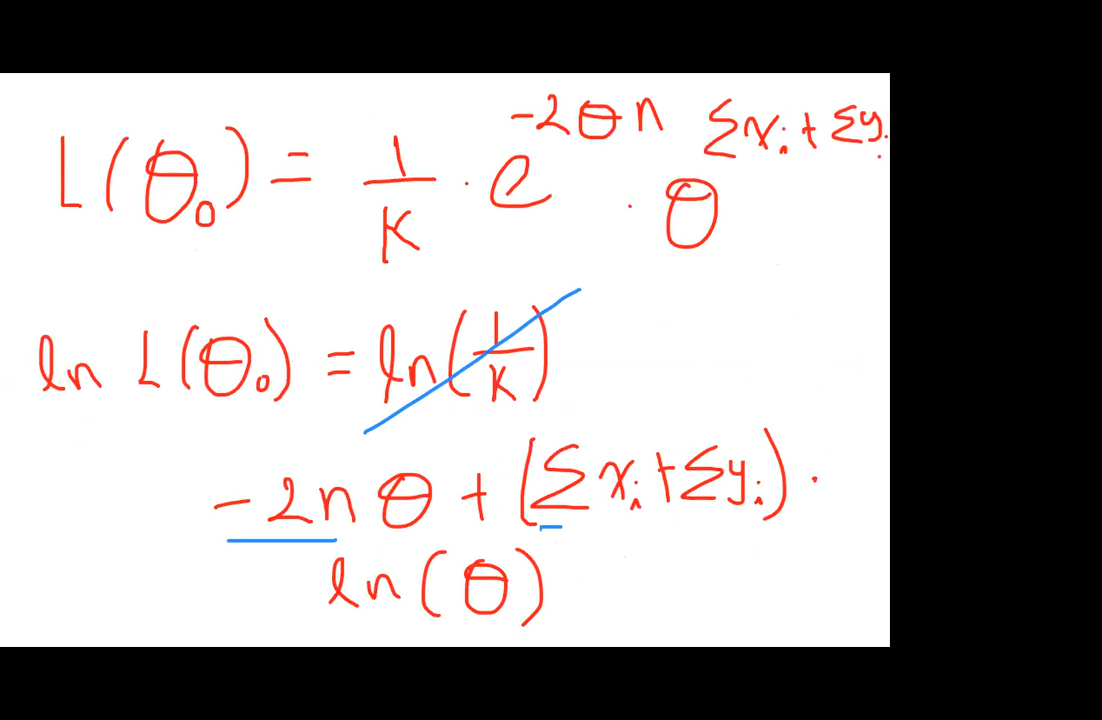 L(θ₀) = 1/K · e^(-2θn) · θ^(Σxᵢ + Σyᵢ)
ln L(θ₀) = ln(1/K)
-2nθ + (Σxᵢ + Σyᵢ) ·
ln(θ)